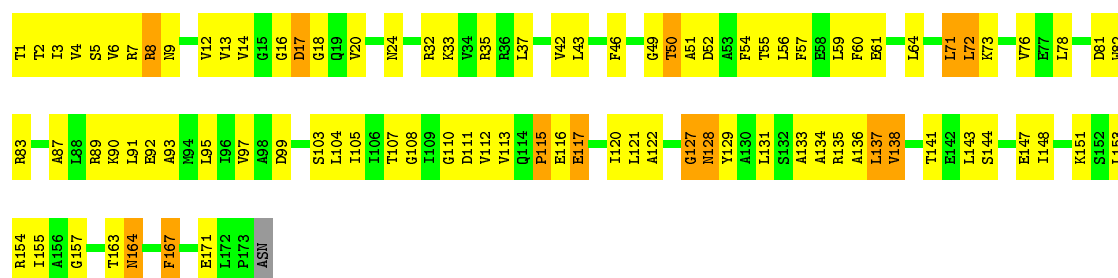 T1 T2 I3 V4 S5 V6 R7 R8 N9 V12 V13 V14 G15 G16 D17 G18 Q19 V20 N24 R32 K33 V34 R35 R36 L37 V42 L43 F46 G49 T50 A51 D52 A53 F54 T55 L56 F57 E58 L59 F60 E61 L64 L71 L72 K73 V76 E77 L78 D81 W82
R83 A87 L88 R89 K90 L91 E92 A93 M94 L95 I96 V97 A98 D99 S103 L104 I105 I106 T107 G108 I109 G110 D111 V112 V113 Q114 P115 E116 E117 I120 L121 A122 G127 N128 Y129 A130 L131 S132 A133 A134 R135 A136 L137 V138 T141 E142 L143 S144 E147 I148 K151 S152 L153
R154 I155 A156 G157 T163 N164 F167 E171 L172 P173 ASN